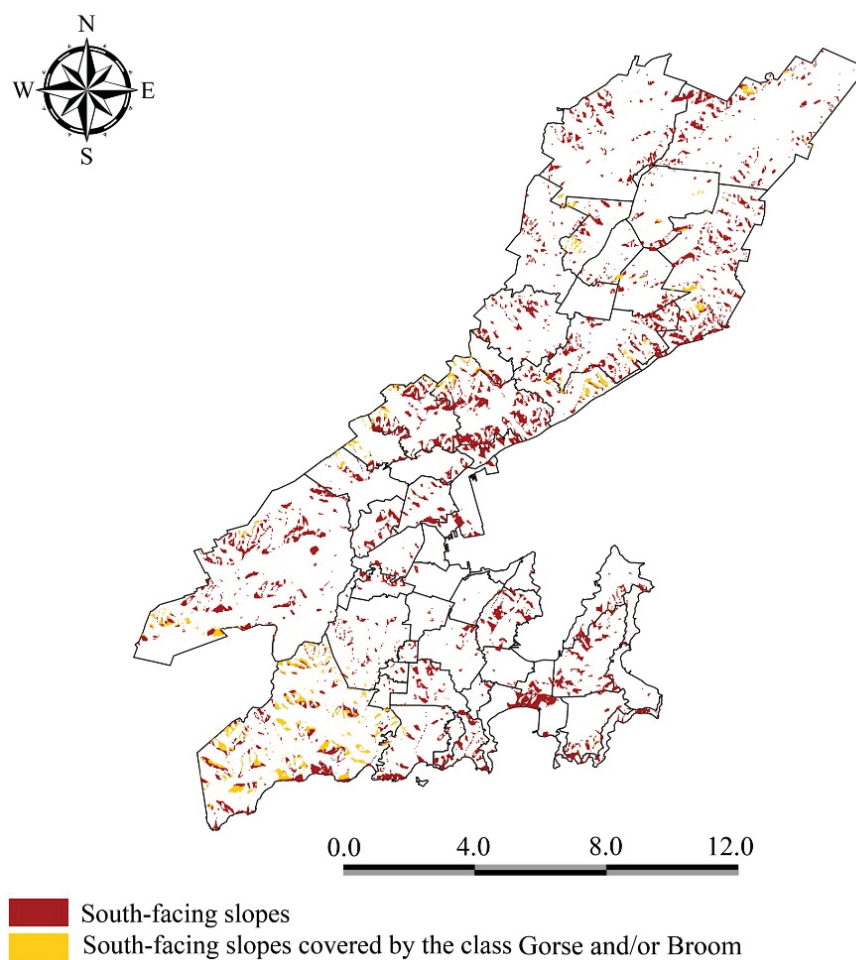 N
W E
S
0.0 4.0 8.0 12.0
South-facing slopes
South-facing slopes covered by the class Gorse and/or Broom